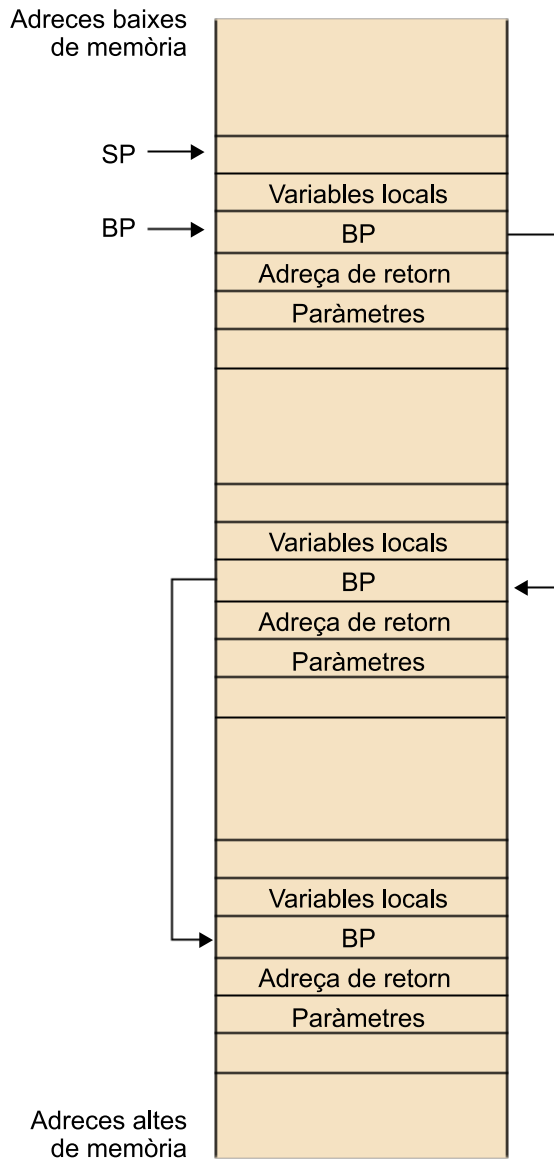 Adreces baixes
de memòria
SP
Variables locals
BP
BP
Adreça de retorn
Paràmetres
Variables locals
BP
Adreça de retorn
Paràmetres
Variables locals
BP
Adreça de retorn
Paràmetres
Adreces altes
de memòria